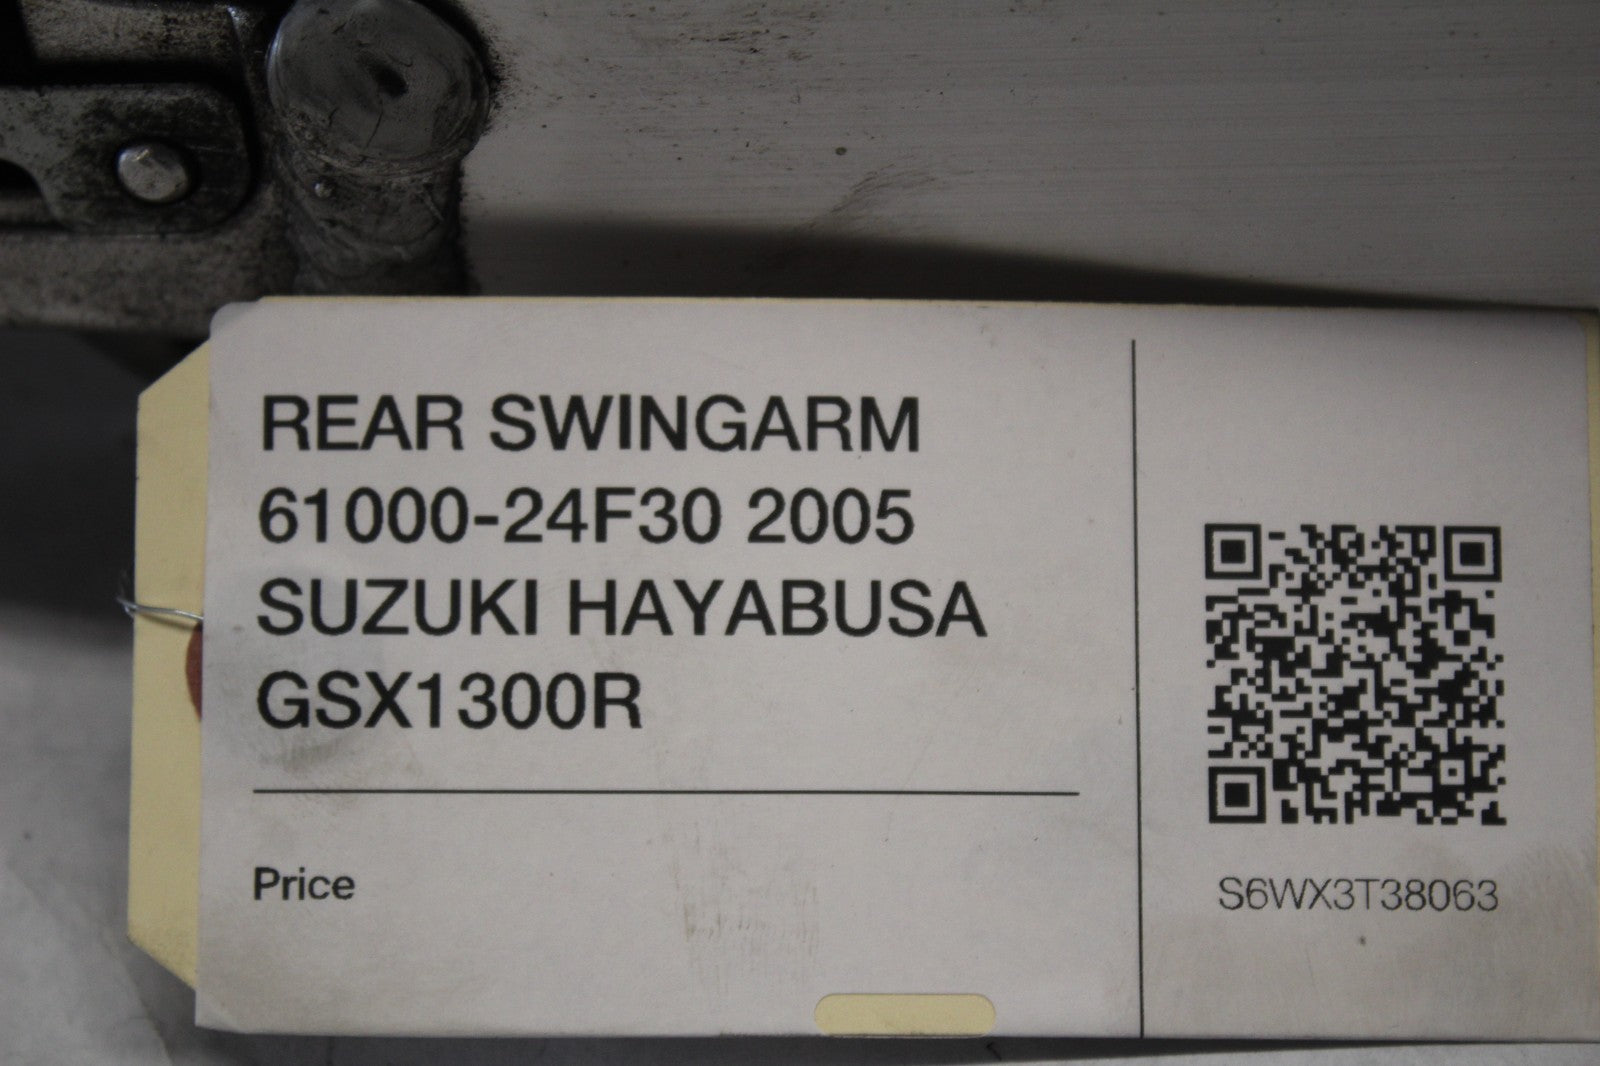 REAR SWINGARM
61000-24F30 2005
SUZUKI HAYABUSA
GSX1300R
Price
S6WX3T38063